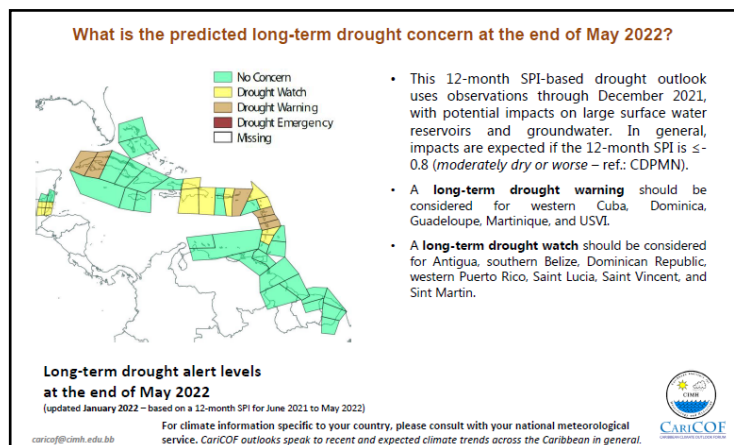 What is the predicted long-term drought concern at the end of May 2022?
No Concern
Drought Watch
Drought Warning
Drought Emergency
Missing
• This 12-month SPI-based drought outlook
uses observations through December 2021,
with potential impacts on large surface water
reservoirs and groundwater. In general,
impacts are expected if the 12-month SPI is ≤-
0.8 (moderately dry or worse – ref.: CDPMN).
• A long-term drought warning should be
considered for western Cuba, Dominica,
Guadeloupe, Martinique, and USVI.
• A long-term drought watch should be considered
for Antigua, southern Belize, Dominican Republic,
western Puerto Rico, Saint Lucia, Saint Vincent, and
Sint Martin.
Long-term drought alert levels
at the end of May 2022
(updated January 2022 – based on a 12-month SPI for June 2021 to May 2022)
For climate information specific to your country, please consult with your national meteorological
caricof@cimh.edu.bb
service. CariCOF outlooks speak to recent and expected climate trends across the Caribbean in general.
CIMH
CARICOF
CARIBBEAN CLIMATE OUTLOOK FORUM